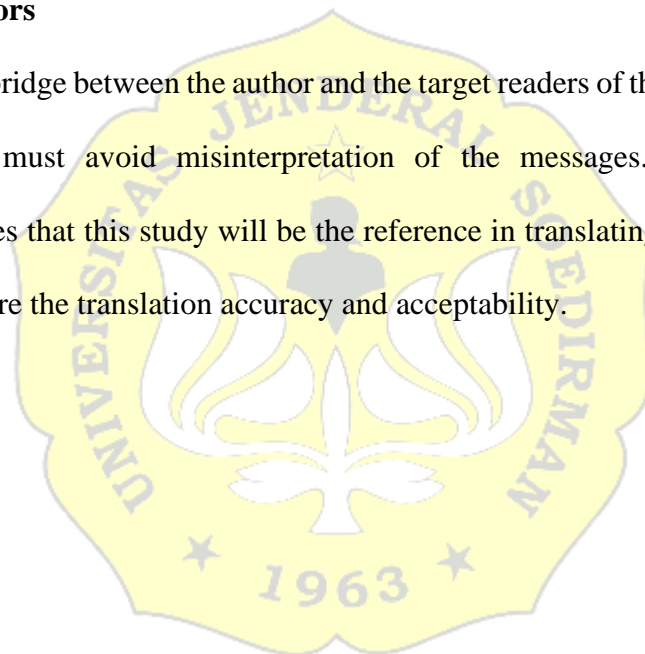 ors
bridge between the author and the target readers of th
must avoid misinterpretation of the messages.
es that this study will be the reference in translating
re the translation accuracy and acceptability.
UNIVERSITAS JENDERAL SOEDIRMAN
1963